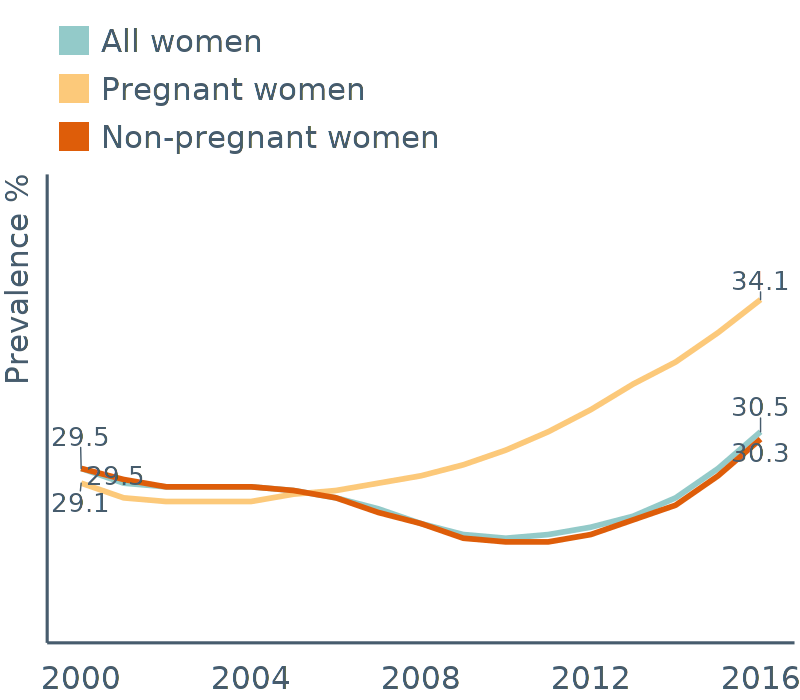 All women
Pregnant women
Non-pregnant women
Prevalence %
34.1
30.5
30.3
29.5
29.5
29.1
2000 2004 2008 2012 2016